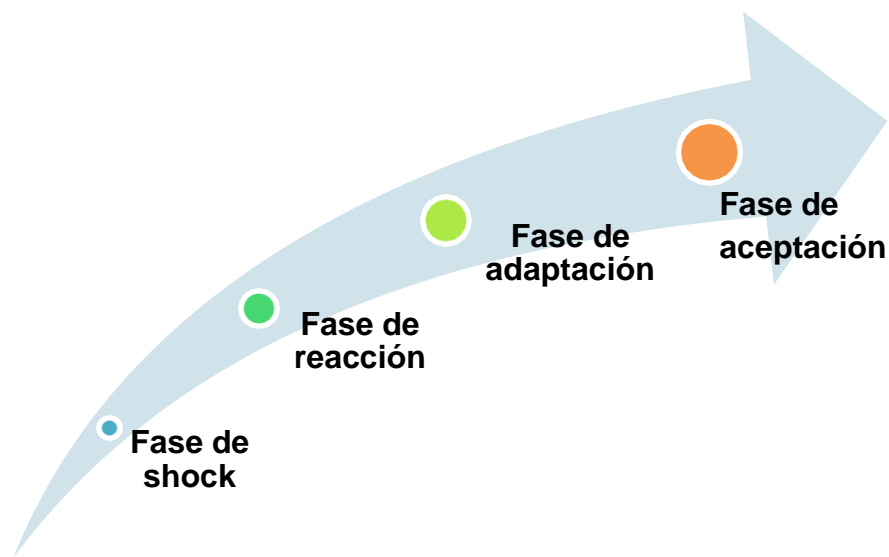 Fase de
shock
Fase de
reacción
Fase de
adaptación
Fase de
aceptación